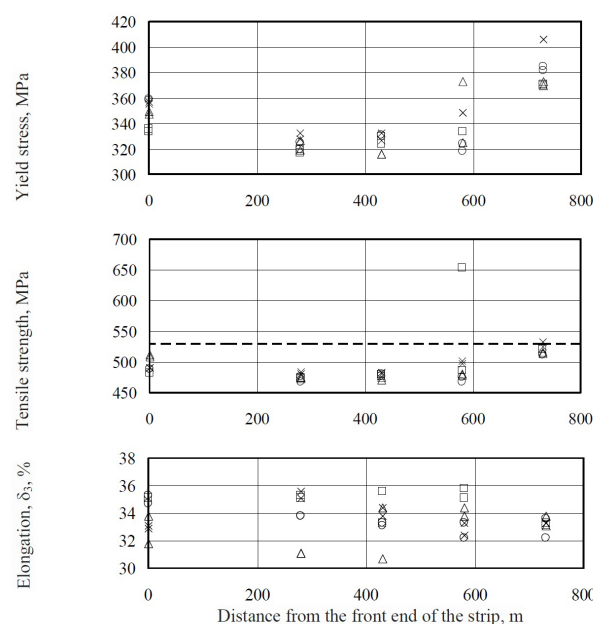 Yield stress, MPa
420
400
380
360
340
320
300
0 200 400 600 800
Tensile strength, MPa
700
650
600
550
500
450
0 200 400 600 800
Elongation, δ3, %
38
36
34
32
30
0 200 400 600 800
Distance from the front end of the strip, m